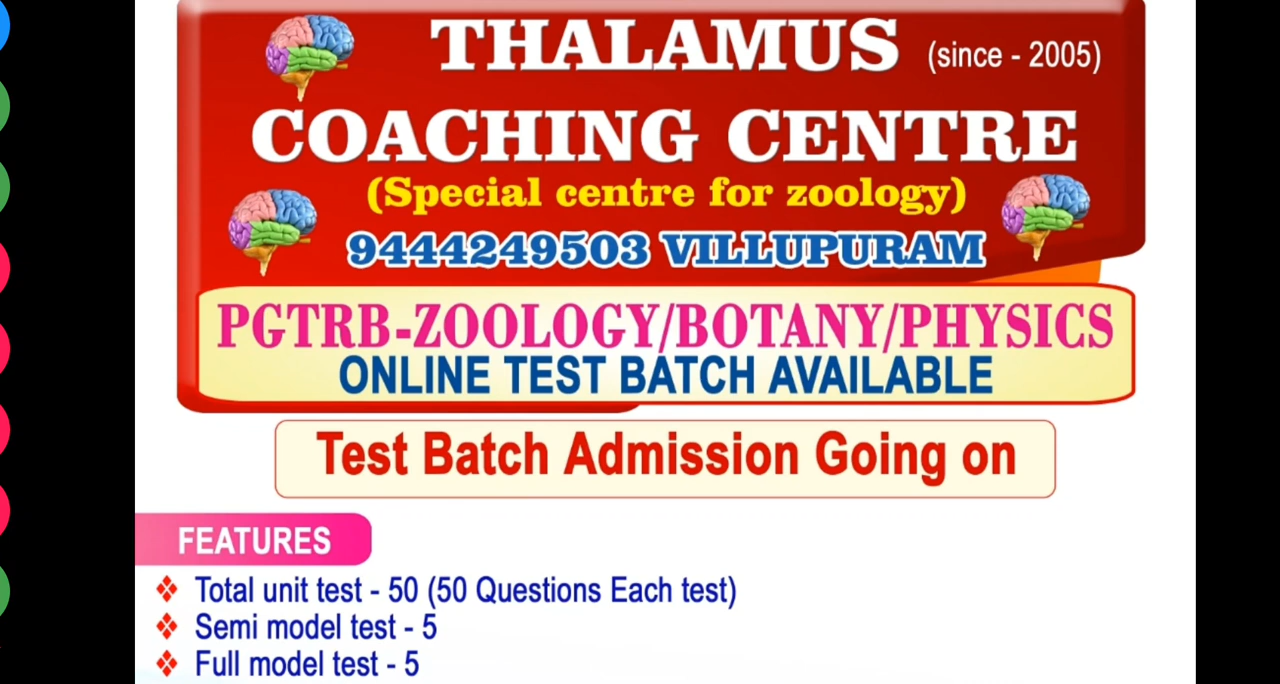 THALAMUS (since - 2005)
COACHING CENTRE
(Special centre for zoology)
9444249503 VILLUPURAM
PGTRB-ZOOLOGY/BOTANY/PHYSICS
ONLINE TEST BATCH AVAILABLE
Test Batch Admission Going on
FEATURES
❖ Total unit test - 50 (50 Questions Each test)
❖ Semi model test - 5
❖ Full model test - 5